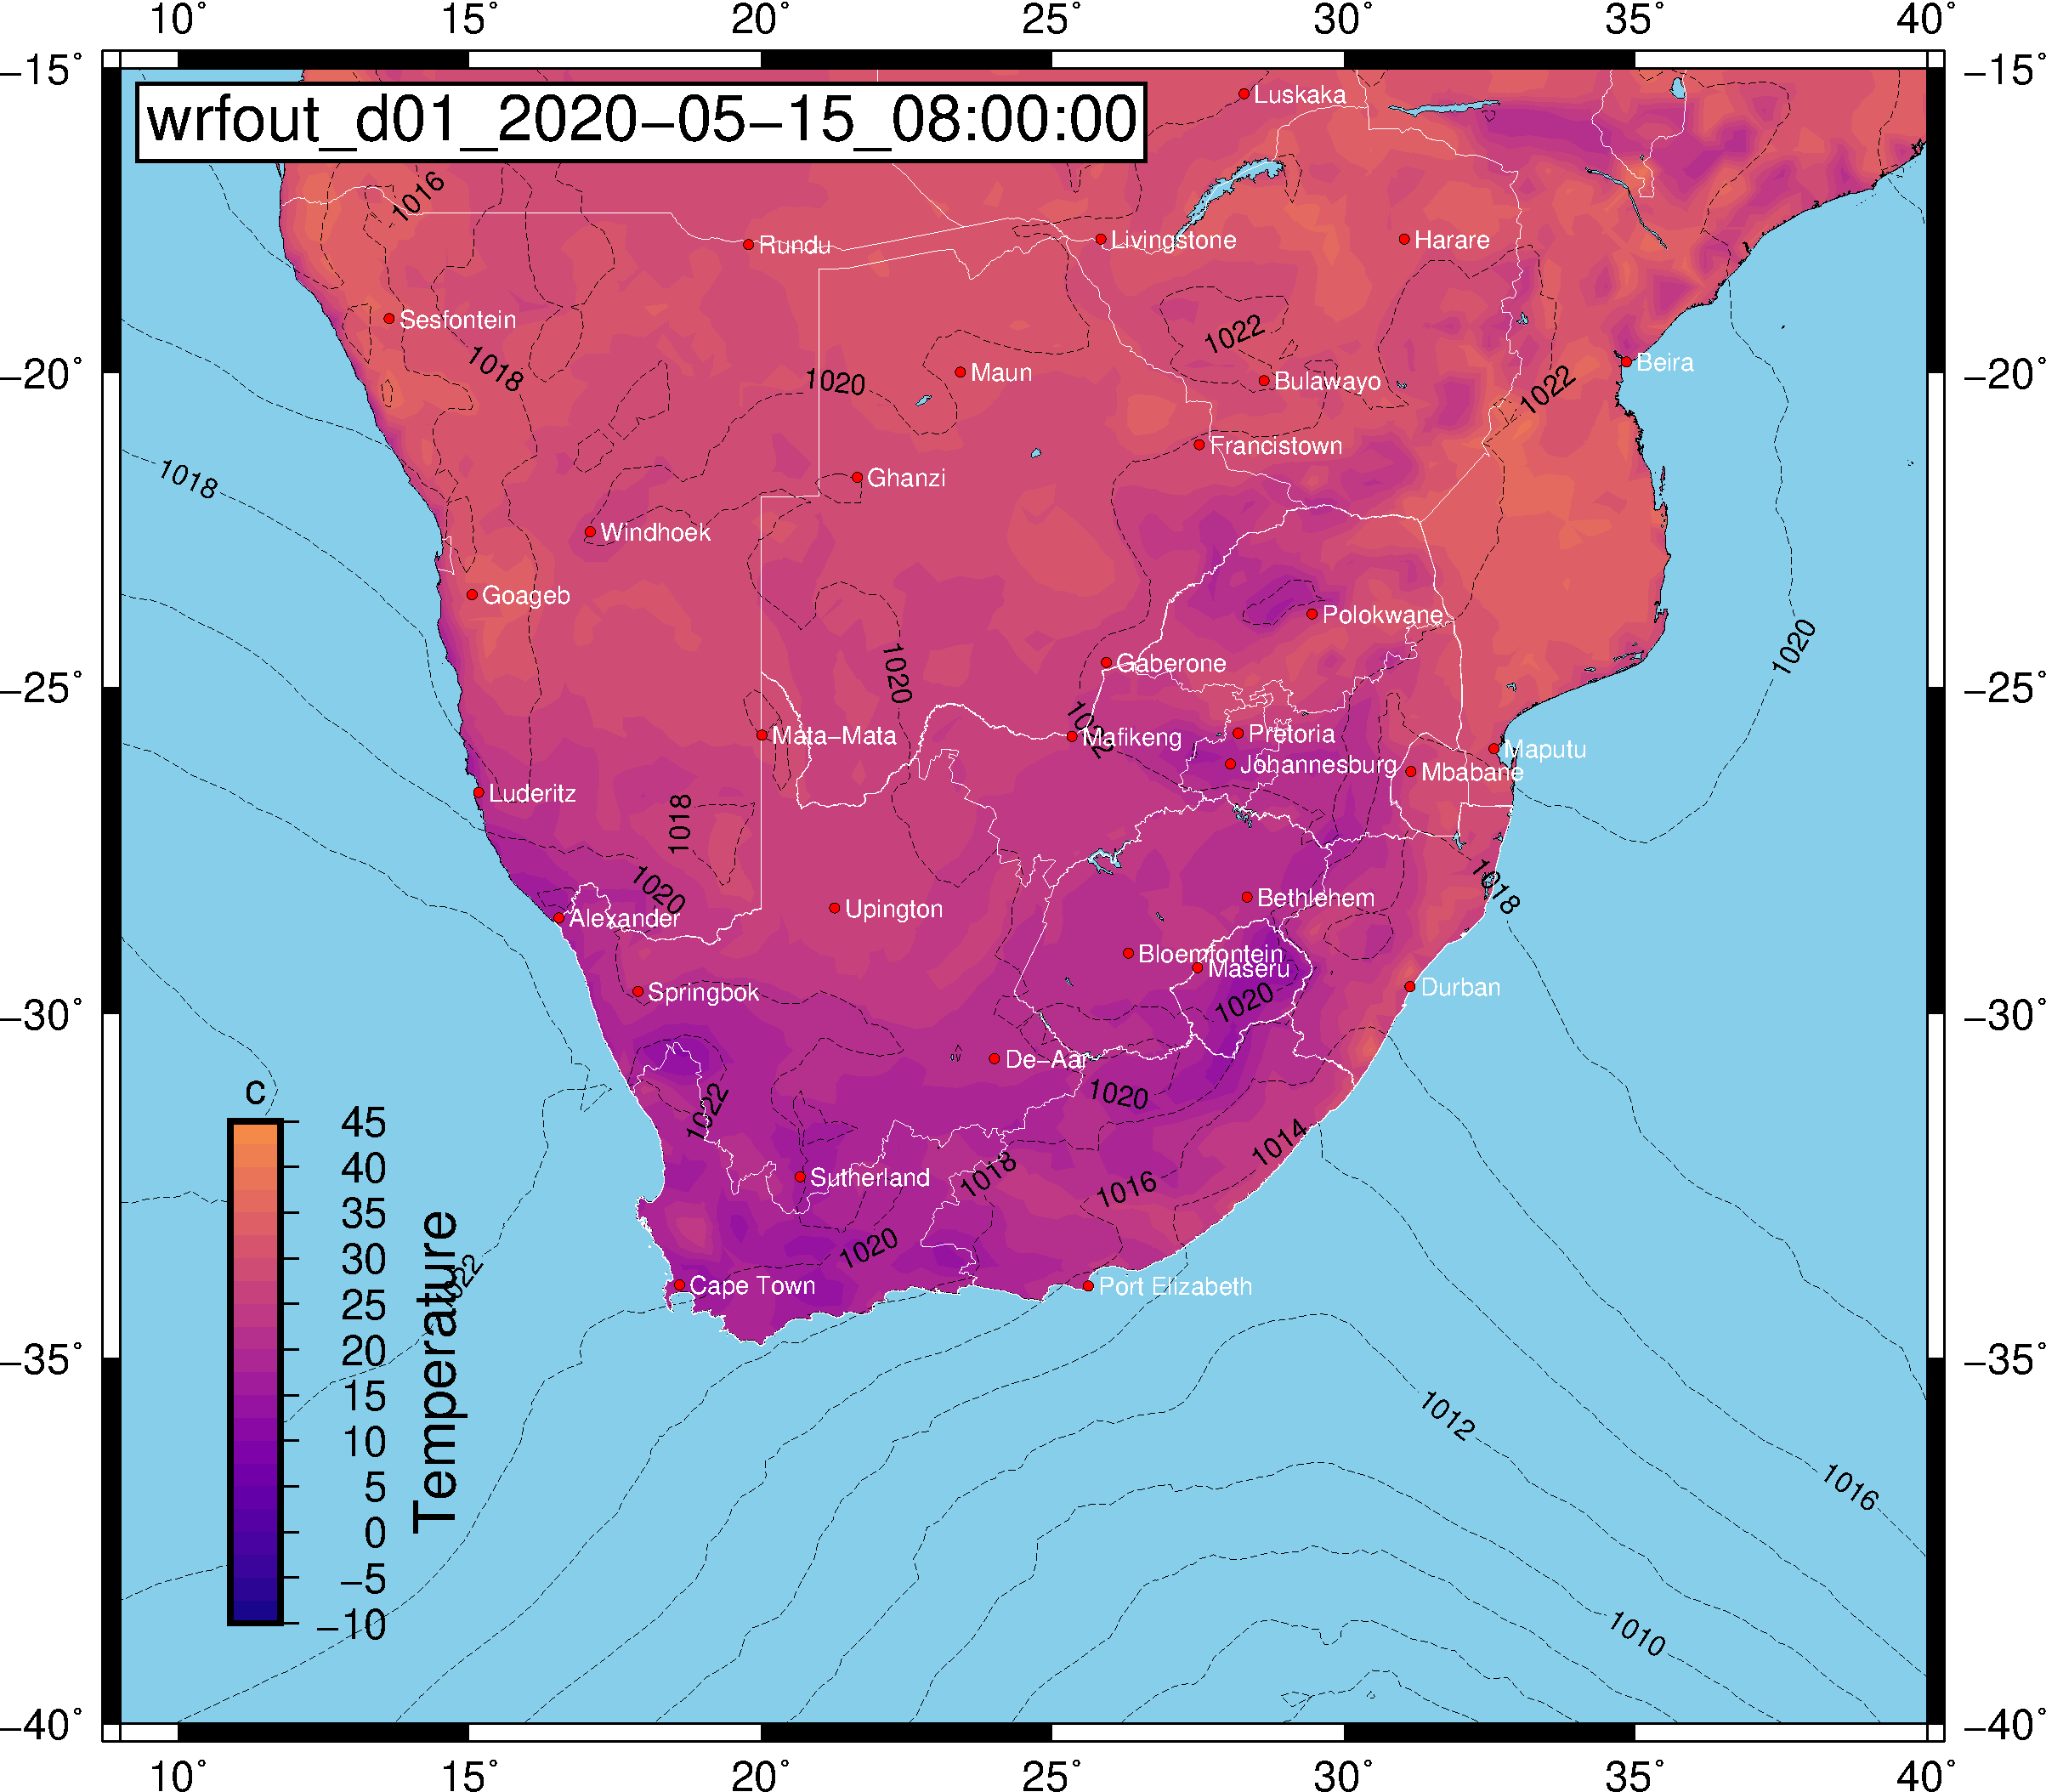 10° 15° 20° 25° 30° 35° 40°
−15° −15°
wrfout_d01_2020−05−15_08:00:00
Luskaka
1016
Rundu
Livingstone
Harare
Sesfontein
1018
1022
1020
Maun
Bulawayo
1022
Beira
Francistown
−20° −20°
1018
Ghanzi
Windhoek
Goageb
Polokwane
1020
1020
Gaberone
−25° −25°
1022
Mata−Mata
Mafikeng
Pretoria
Johannesburg
Mbabane
Maputu
Luderitz
1018
1020
1018
Alexander
Upington
Bethlehem
Bloemfontein
Maseru
1020
Springbok
Durban
−30° −30°
De−Aar
1020
1022
1014
Sutherland
1018
1016
1020
1022
Cape Town
Port Elizabeth
−35° −35°
1012
1016
1010
c
45
40
35
30
25
20
15
10
5
0
−5
−10
Temperature
−40° −40°
10° 15° 20° 25° 30° 35° 40°